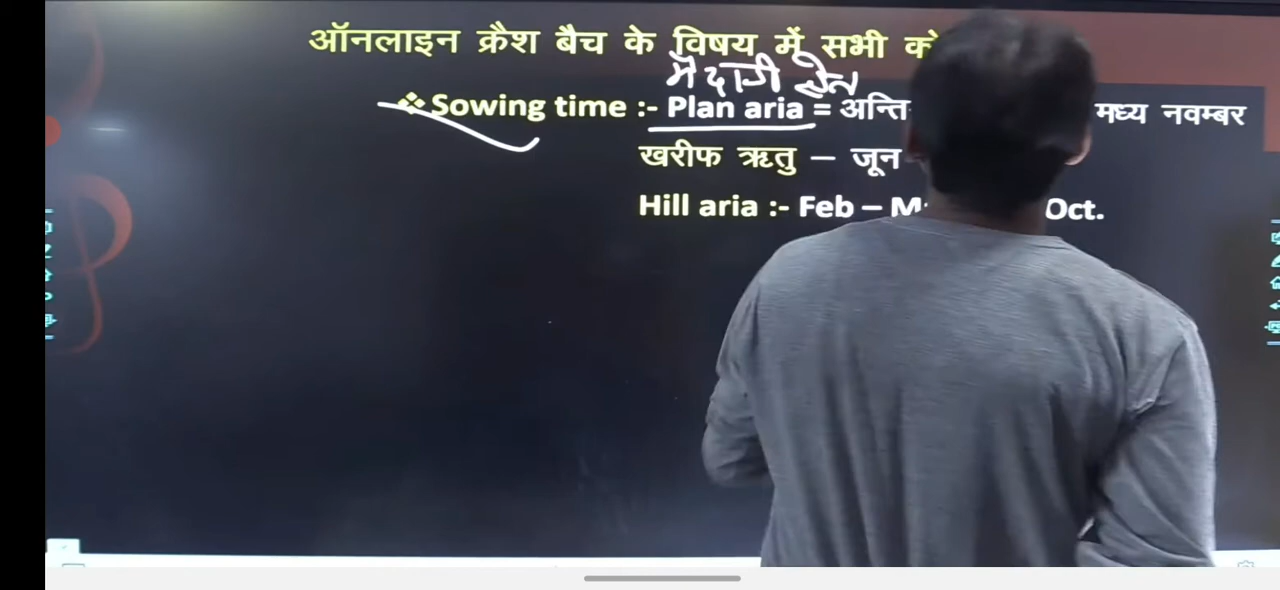 ऑनलाइन क्रैश बैच के विषय में सभी को
मैदानी क्षेत्र
❖ Sowing time :- Plan aria = अन्ति मध्य नवम्बर
खरीफ ऋतु – जून
Hill aria :- Feb – M Oct.